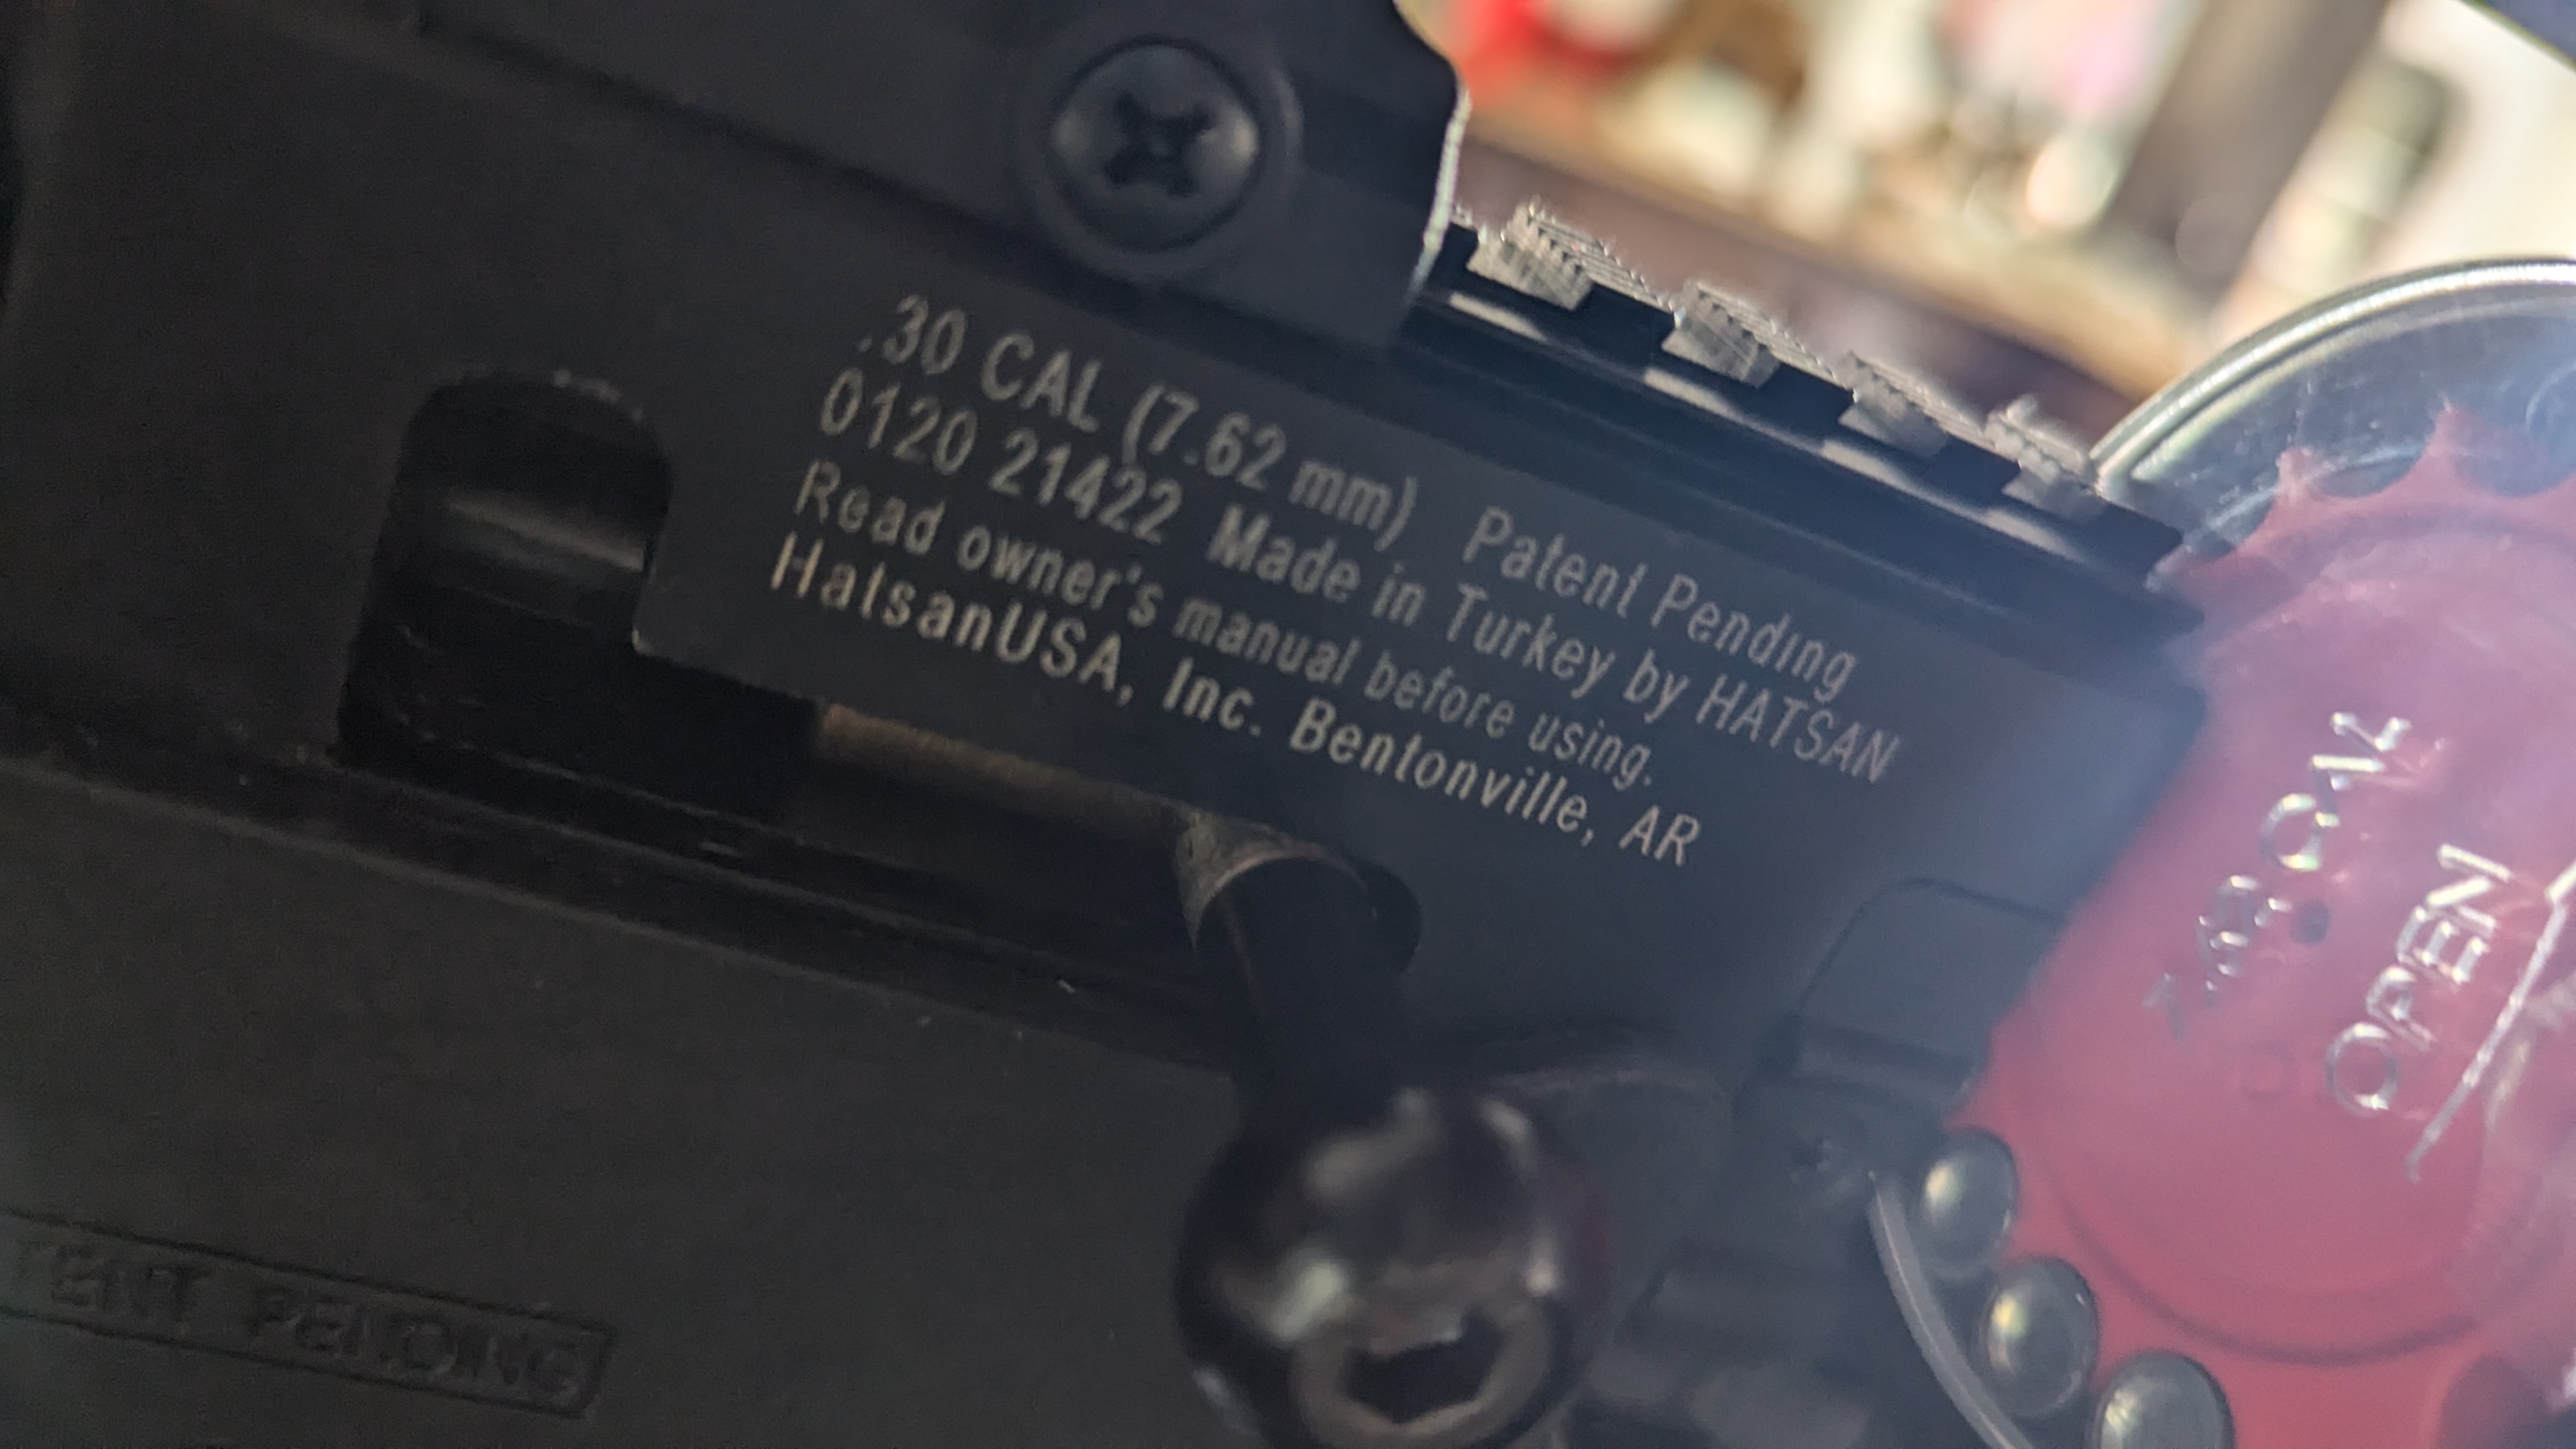 .30 CAL (7.62 mm) Patent Pending
0120 21422 Made in Turkey by HATSAN
Read owner's manual before using.
HatsanUSA, Inc. Bentonville, AR
OPEN
PENDING